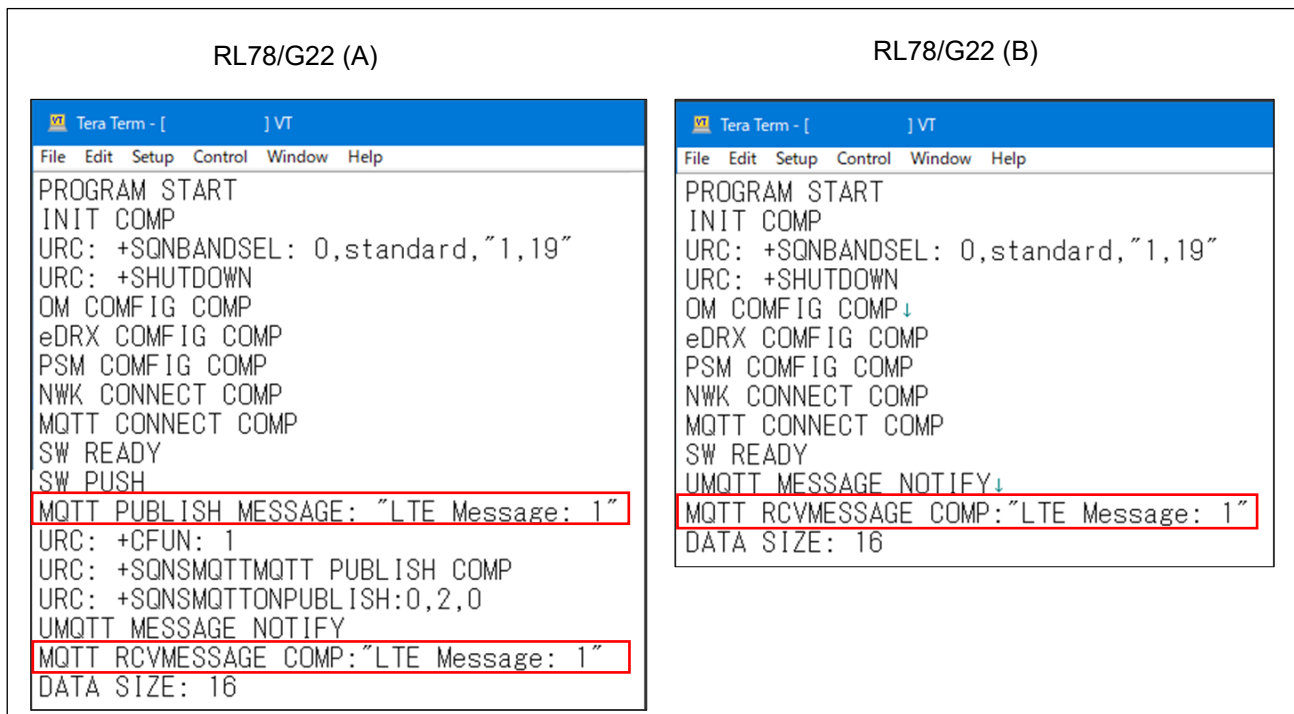 RL78/G22 (A)
Tera Term - [ ] VT
File Edit Setup Control Window Help
PROGRAM START
INIT COMP
URC: +SQNBANDSEL: 0,standard,"1,19"
URC: +SHUTDOWN
OM COMFIG COMP
eDRX COMFIG COMP
PSM COMFIG COMP
NWK CONNECT COMP
MQTT CONNECT COMP
SW READY
SW PUSH
MQTT PUBLISH MESSAGE: "LTE Message: 1"
URC: +CFUN: 1
URC: +SQNSMQTTMQTT PUBLISH COMP
URC: +SQNSMQTTONPUBLISH:0,2,0
UMQTT MESSAGE NOTIFY
MQTT RCVMESSAGE COMP:"LTE Message: 1"
DATA SIZE: 16
RL78/G22 (B)
Tera Term - [ ] VT
File Edit Setup Control Window Help
PROGRAM START
INIT COMP
URC: +SQNBANDSEL: 0,standard,"1,19"
URC: +SHUTDOWN
OM COMFIG COMP↓
eDRX COMFIG COMP
PSM COMFIG COMP
NWK CONNECT COMP
MQTT CONNECT COMP
SW READY
UMQTT MESSAGE NOTIFY↓
MQTT RCVMESSAGE COMP:"LTE Message: 1"
DATA SIZE: 16